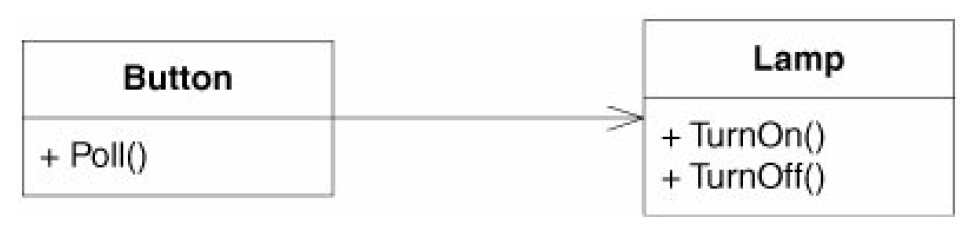 Button
+ Poll()
Lamp
+ TurnOn()
+ TurnOff()